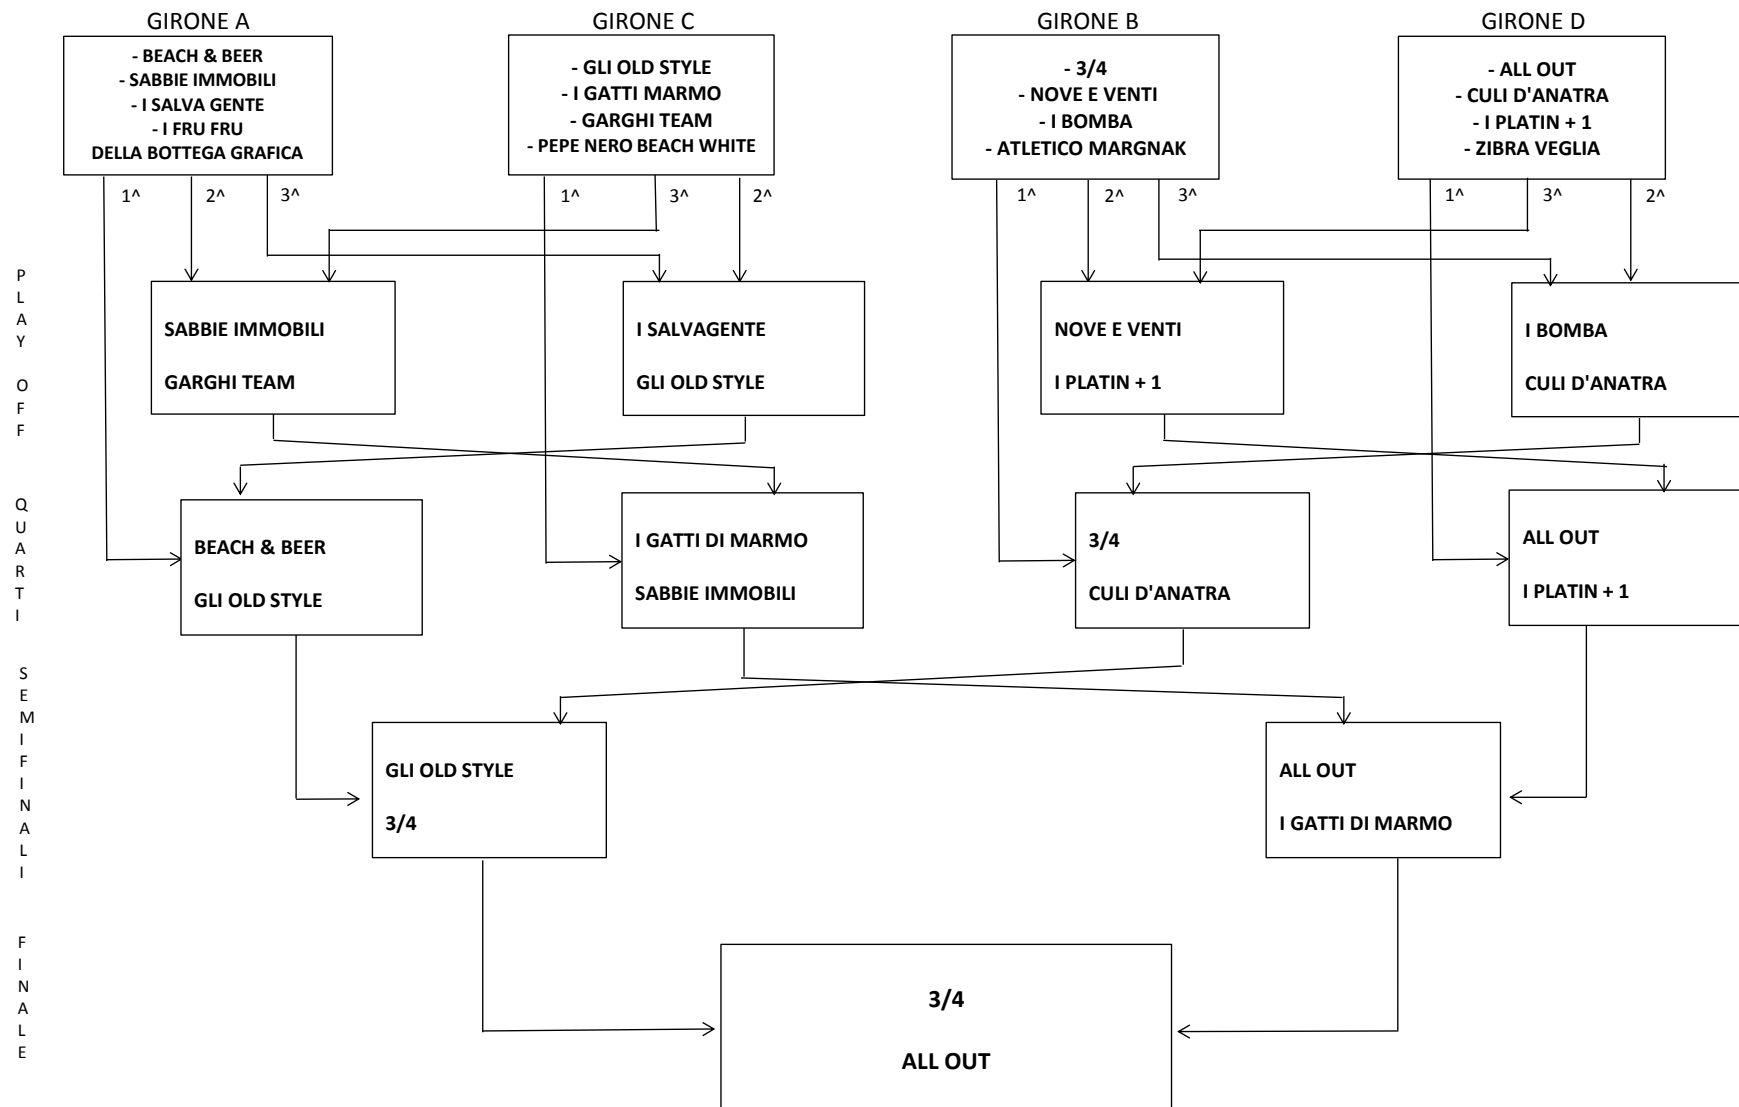 GIRONE A
GIRONE C
GIRONE B
GIRONE D
- BEACH & BEER
- SABBIE IMMOBILI
- I SALVA GENTE
- I FRU FRU
DELLA BOTTEGA GRAFICA
- GLI OLD STYLE
- I GATTI MARMO
- GARGHI TEAM
- PEPE NERO BEACH WHITE
- 3/4
- NOVE E VENTI
- I BOMBA
- ATLETICO MARGNAK
- ALL OUT
- CULI D'ANATRA
- I PLATIN + 1
- ZIBRA VEGLIA
1^ 2^ 3^
1^ 3^ 2^
1^ 2^ 3^
1^ 3^ 2^
PLAY OFF
SABBIE IMMOBILI
GARGHI TEAM
I SALVAGENTE
GLI OLD STYLE
NOVE E VENTI
I PLATIN + 1
I BOMBA
CULI D'ANATRA
QUARTI
BEACH & BEER
GLI OLD STYLE
I GATTI DI MARMO
SABBIE IMMOBILI
3/4
CULI D'ANATRA
ALL OUT
I PLATIN + 1
SEMIFINALI
GLI OLD STYLE
3/4
ALL OUT
I GATTI DI MARMO
FINALE
3/4
ALL OUT